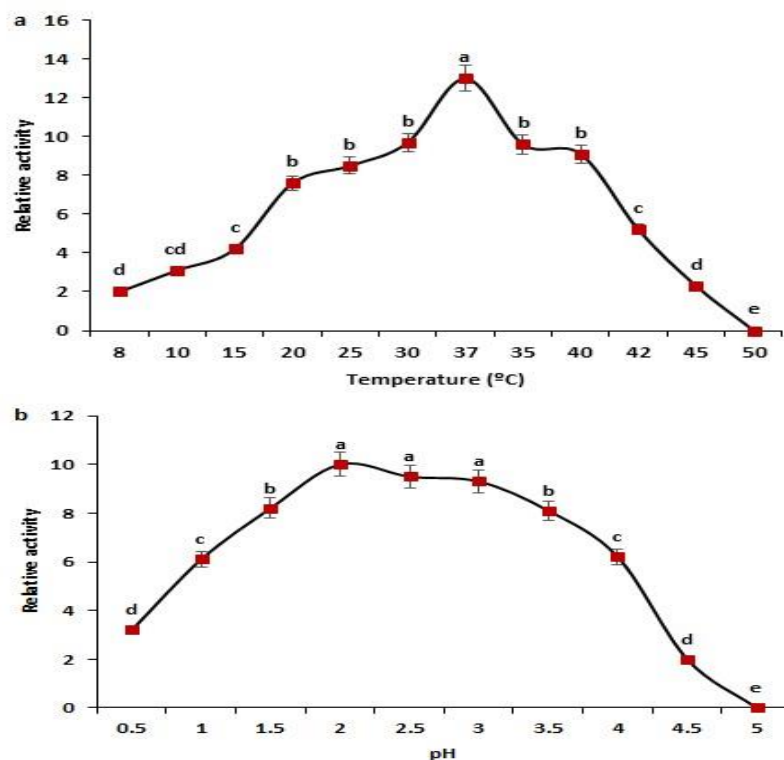 a
16
14
12
10
8
6
4
2
0
Relative activity
d cd c b b b a b b c d e
8 10 15 20 25 30 37 35 40 42 45 50
Temperature (ºC)
b
12
10
8
6
4
2
0
Relative activity
d c b a a a b c d e
0.5 1 1.5 2 2.5 3 3.5 4 4.5 5
pH